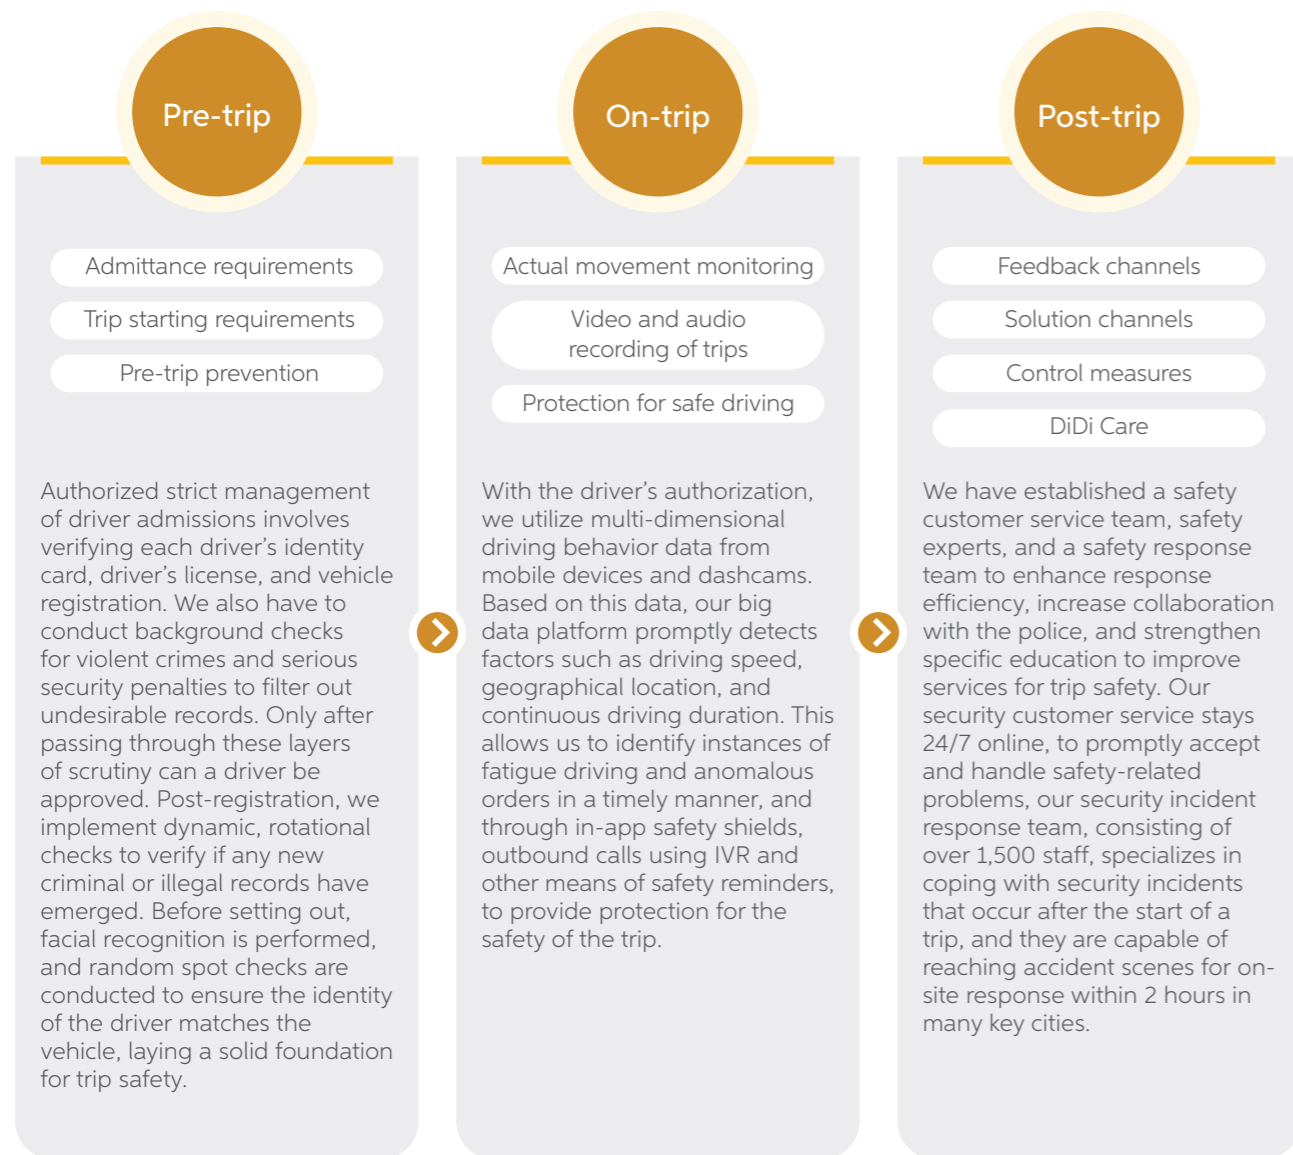 Pre-trip
Admittance requirements
Trip starting requirements
Pre-trip prevention
Authorized strict management
of driver admissions involves
verifying each driver’s identity
card, driver’s license, and vehicle
registration. We also have to
conduct background checks
for violent crimes and serious
security penalties to filter out
undesirable records. Only after
passing through these layers
of scrutiny can a driver be
approved. Post-registration, we
implement dynamic, rotational
checks to verify if any new
criminal or illegal records have
emerged. Before setting out,
facial recognition is performed,
and random spot checks are
conducted to ensure the identity
of the driver matches the
vehicle, laying a solid foundation
for trip safety.
On-trip
Actual movement monitoring
Video and audio
recording of trips
Protection for safe driving
With the driver’s authorization,
we utilize multi-dimensional
driving behavior data from
mobile devices and dashcams.
Based on this data, our big
data platform promptly detects
factors such as driving speed,
geographical location, and
continuous driving duration. This
allows us to identify instances of
fatigue driving and anomalous
orders in a timely manner, and
through in-app safety shields,
outbound calls using IVR and
other means of safety reminders,
to provide protection for the
safety of the trip.
Post-trip
Feedback channels
Solution channels
Control measures
DiDi Care
We have established a safety
customer service team, safety
experts, and a safety response
team to enhance response
efficiency, increase collaboration
with the police, and strengthen
specific education to improve
services for trip safety. Our
security customer service stays
24/7 online, to promptly accept
and handle safety-related
problems, our security incident
response team, consisting of
over 1,500 staff, specializes in
coping with security incidents
that occur after the start of a
trip, and they are capable of
reaching accident scenes for on-
site response within 2 hours in
many key cities.